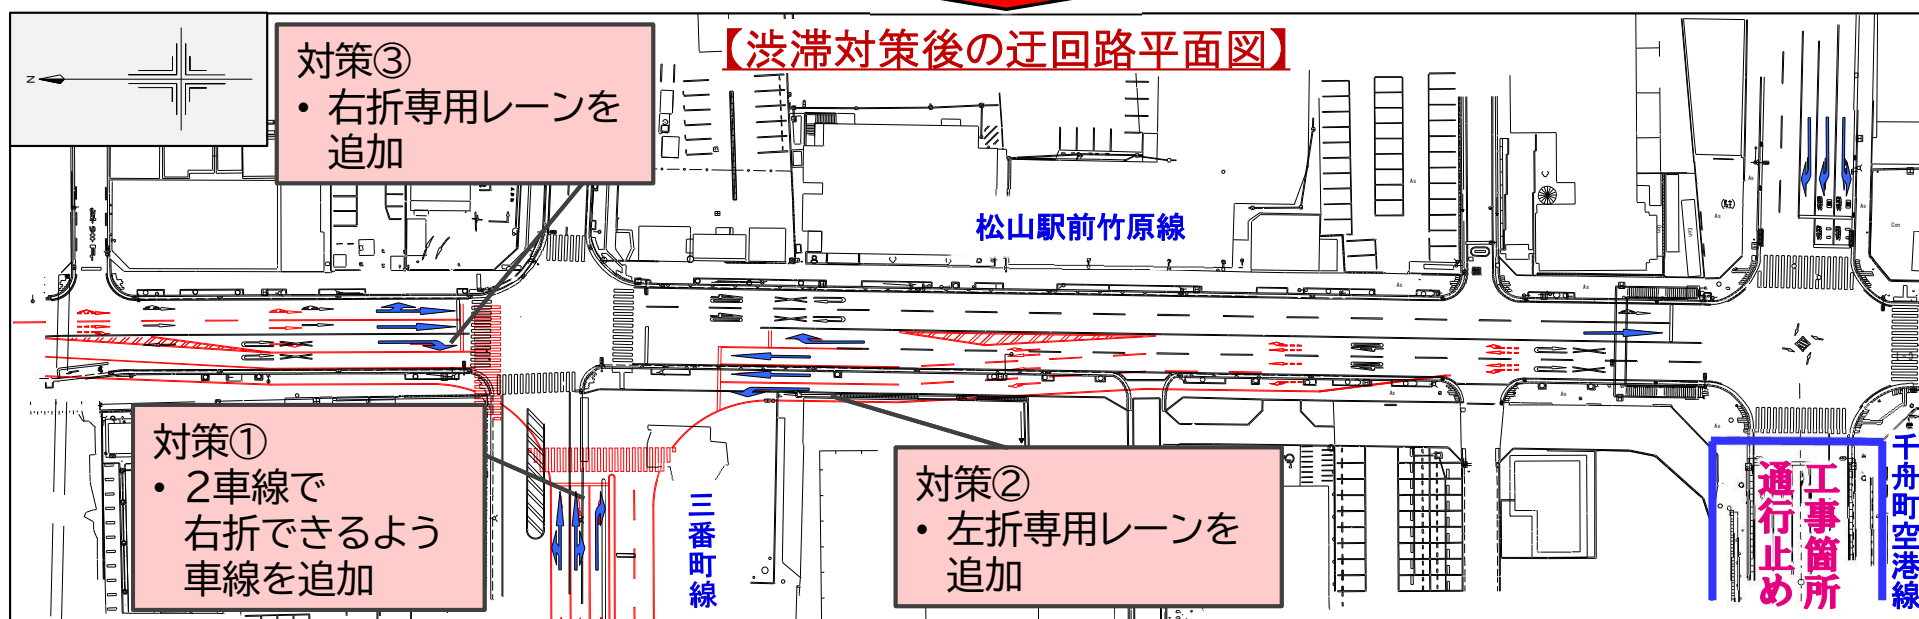 【渋滞対策後の迂回路平面図】
N
対策③
• 右折専用レーンを
追加
松山駅前竹原線
対策①
• 2車線で
右折できるよう
車線を追加
三番町線
対策②
• 左折専用レーンを
追加
工事箇所
通行止め
千舟町空港線